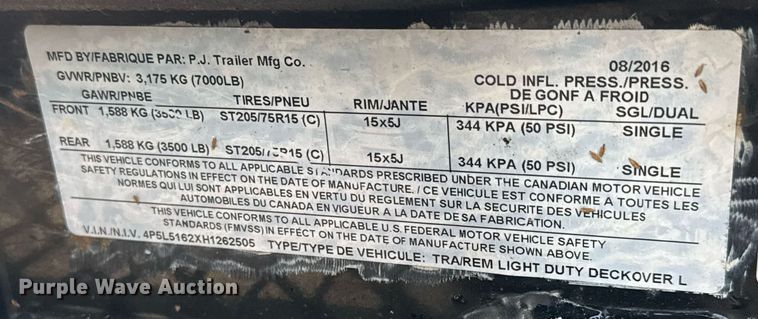 MFD BY/FABRIQUE PAR: P.J. Trailer Mfg Co. 08/2016
GVWR/PNBV: 3,175 KG (7000LB) COLD INFL. PRESS./PRESS.
DE GONF A FROID
GAWR/PNBE TIRES/PNEU RIM/JANTE KPA(PSI/LPC) SGL/DUAL
FRONT 1,588 KG (3500 LB) ST205/75R15 (C) 15x5J 344 KPA (50 PSI) SINGLE
REAR 1,588 KG (3500 LB) ST205/75R15 (C) 15x5J 344 KPA (50 PSI) SINGLE
THIS VEHICLE CONFORMS TO ALL APPLICABLE STANDARDS PRESCRIBED UNDER THE CANADIAN MOTOR VEHICLE
SAFETY REGULATIONS IN EFFECT ON THE DATE OF MANUFACTURE. / CE VEHICULE EST CONFORME A TOUTES LES
NORMES QUI LUI SONT APPLICABLES EN VERTU DU REGLEMENT SUR LA SECURITE DES VEHICULES
AUTOMOBILES DU CANADA EN VIGUEUR A LA DATE DE SA FABRICATION.
THIS VEHICLE CONFORMS TO ALL APPLICABLE U.S. FEDERAL MOTOR VEHICLE SAFETY
STANDARDS (FMVSS) IN EFFECT ON THE DATE OF MANUFACTURE SHOWN ABOVE.
V.I.N./N.I.V. 4P5L5162XH1262505 TYPE/TYPE DE VEHICULE: TRA/REM LIGHT DUTY DECKOVER L
Purple Wave Auction